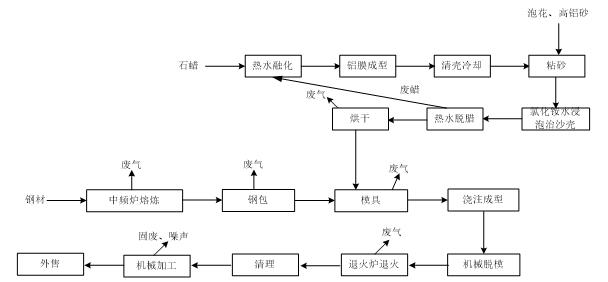 泡花、高铝砂
石蜡
热水融化
铝膜成型
清壳冷却
粘砂
废气
废蜡
烘干
热水脱腊
氯化铵水浸
泡治沙壳
废气
废气
废气
钢材
中频炉熔炼
钢包
模具
浇注成型
固废、噪声
废气
外售
机械加工
清理
退火炉退火
机械脱模